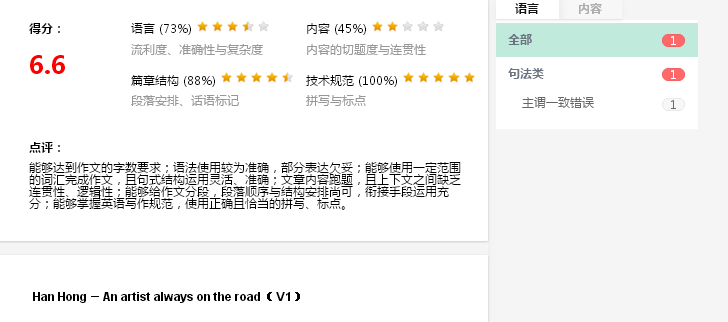 得分：
6.6
语言 (73%)
流利度、准确性与复杂度
内容 (45%)
内容的切题度与连贯性
篇章结构 (88%)
段落安排、话语标记
技术规范 (100%)
拼写与标点
点评：
能够达到作文的字数要求；语法使用较为准确，部分表达欠妥；能够使用一定范围
的词汇完成作文，且句式结构运用灵活、准确；文章内容跑题，且上下文之间缺乏
连贯性、逻辑性；能够给作文分段，段落顺序与结构安排尚可，衔接手段运用充
分；能够掌握英语写作规范，使用正确且恰当的拼写、标点。
Han Hong — An artist always on the road（V1）
语言 内容
全部 1
句法类 1
主谓一致错误 1